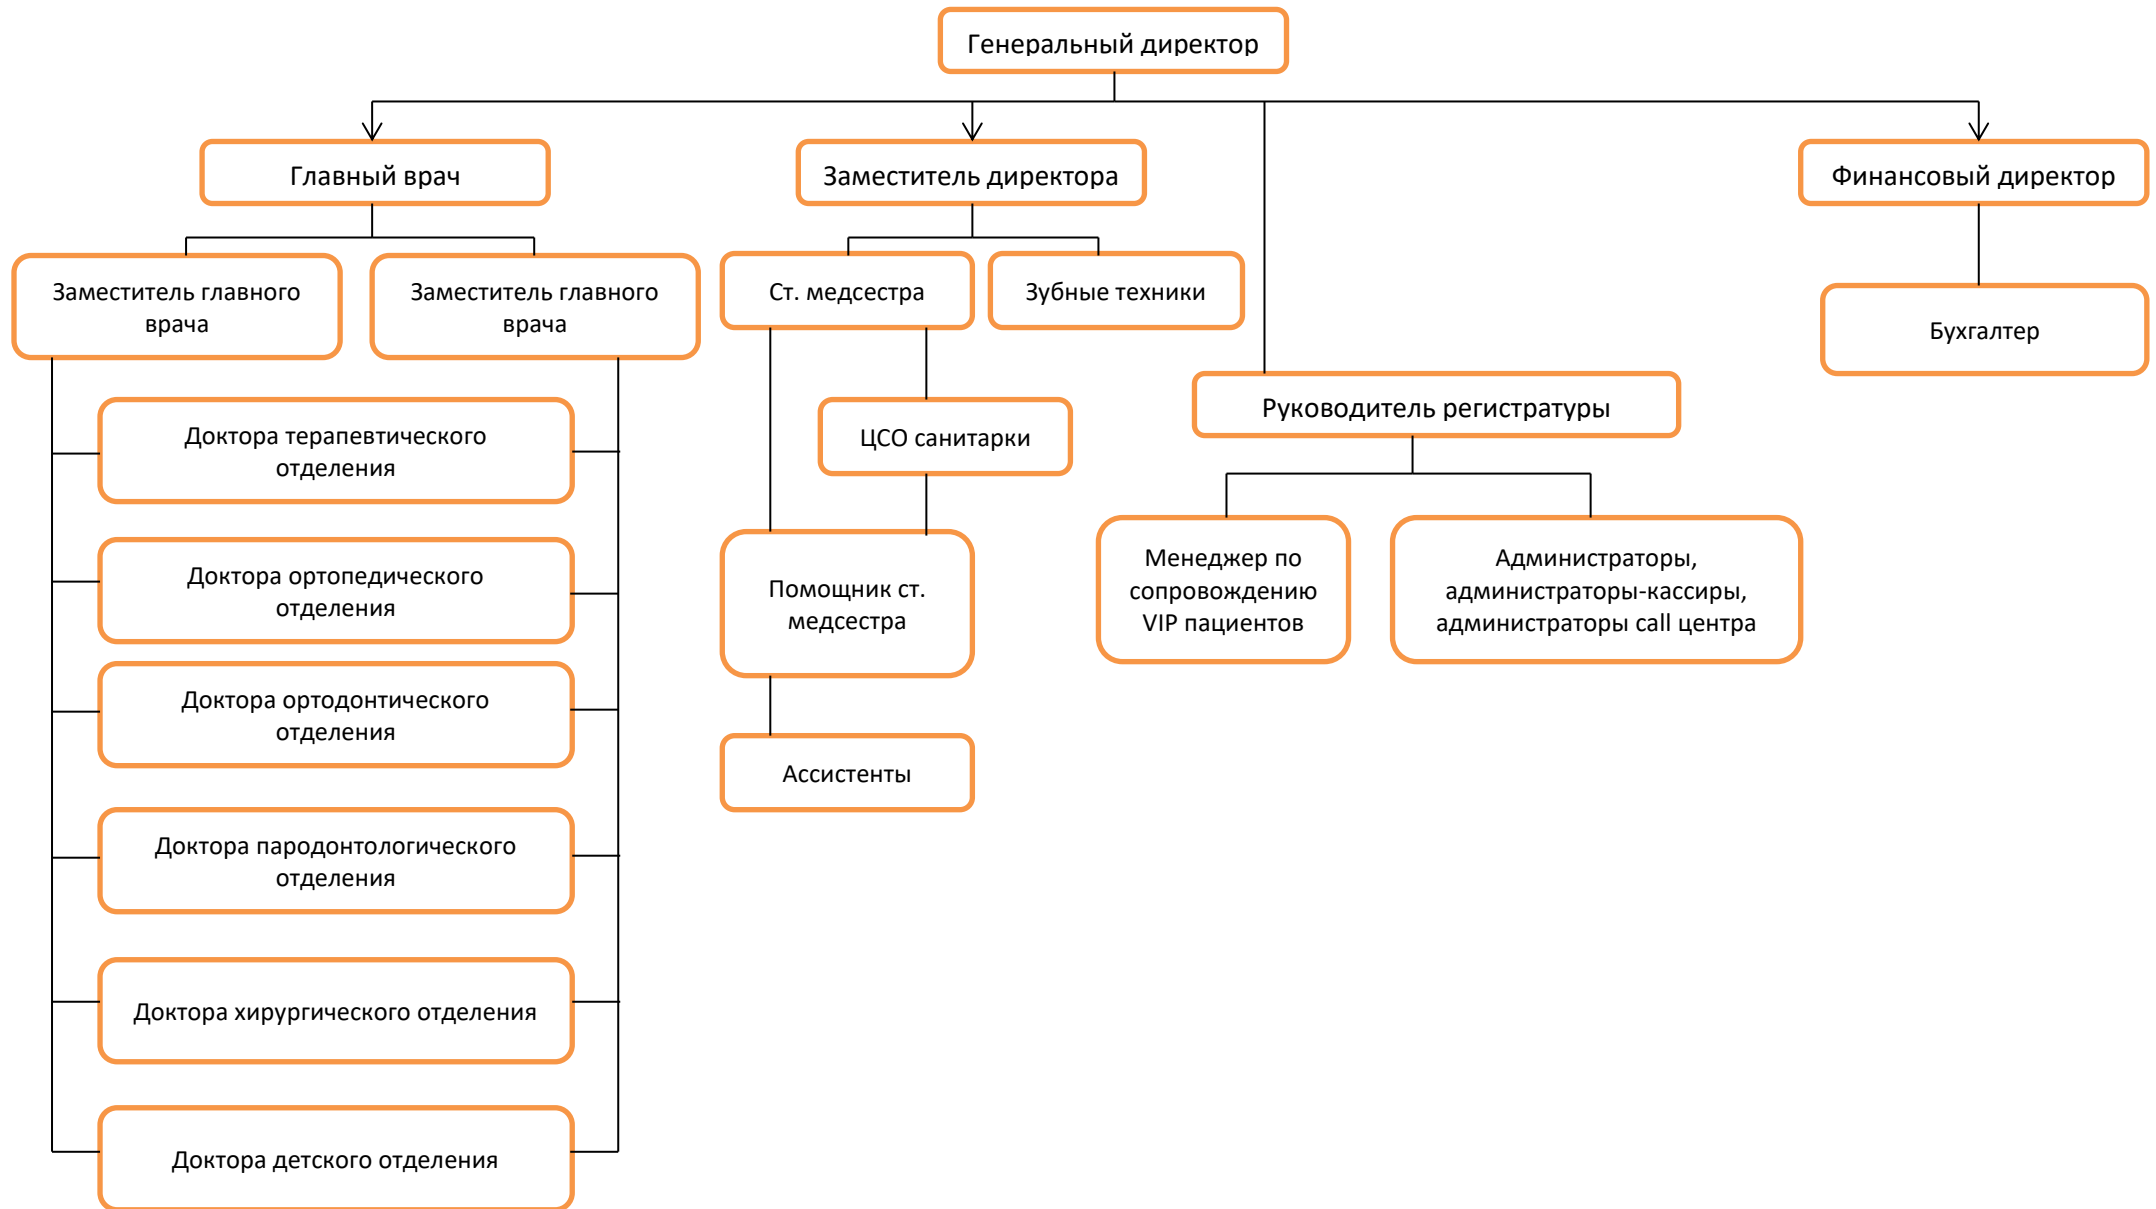 Генеральный директор
Главный врач
Заместитель директора
Финансовый директор
Заместитель главного
врача
Заместитель главного
врача
Ст. медсестра
Зубные техники
Бухгалтер
Руководитель регистратуры
Доктора терапевтического
отделения
ЦСО санитарки
Доктора ортопедического
отделения
Помощник ст.
медсестра
Менеджер по
сопровождению
VIP пациентов
Администраторы,
администраторы-кассиры,
администраторы call центра
Доктора ортодонтического
отделения
Ассистенты
Доктора пародонтологического
отделения
Доктора хирургического отделения
Доктора детского отделения